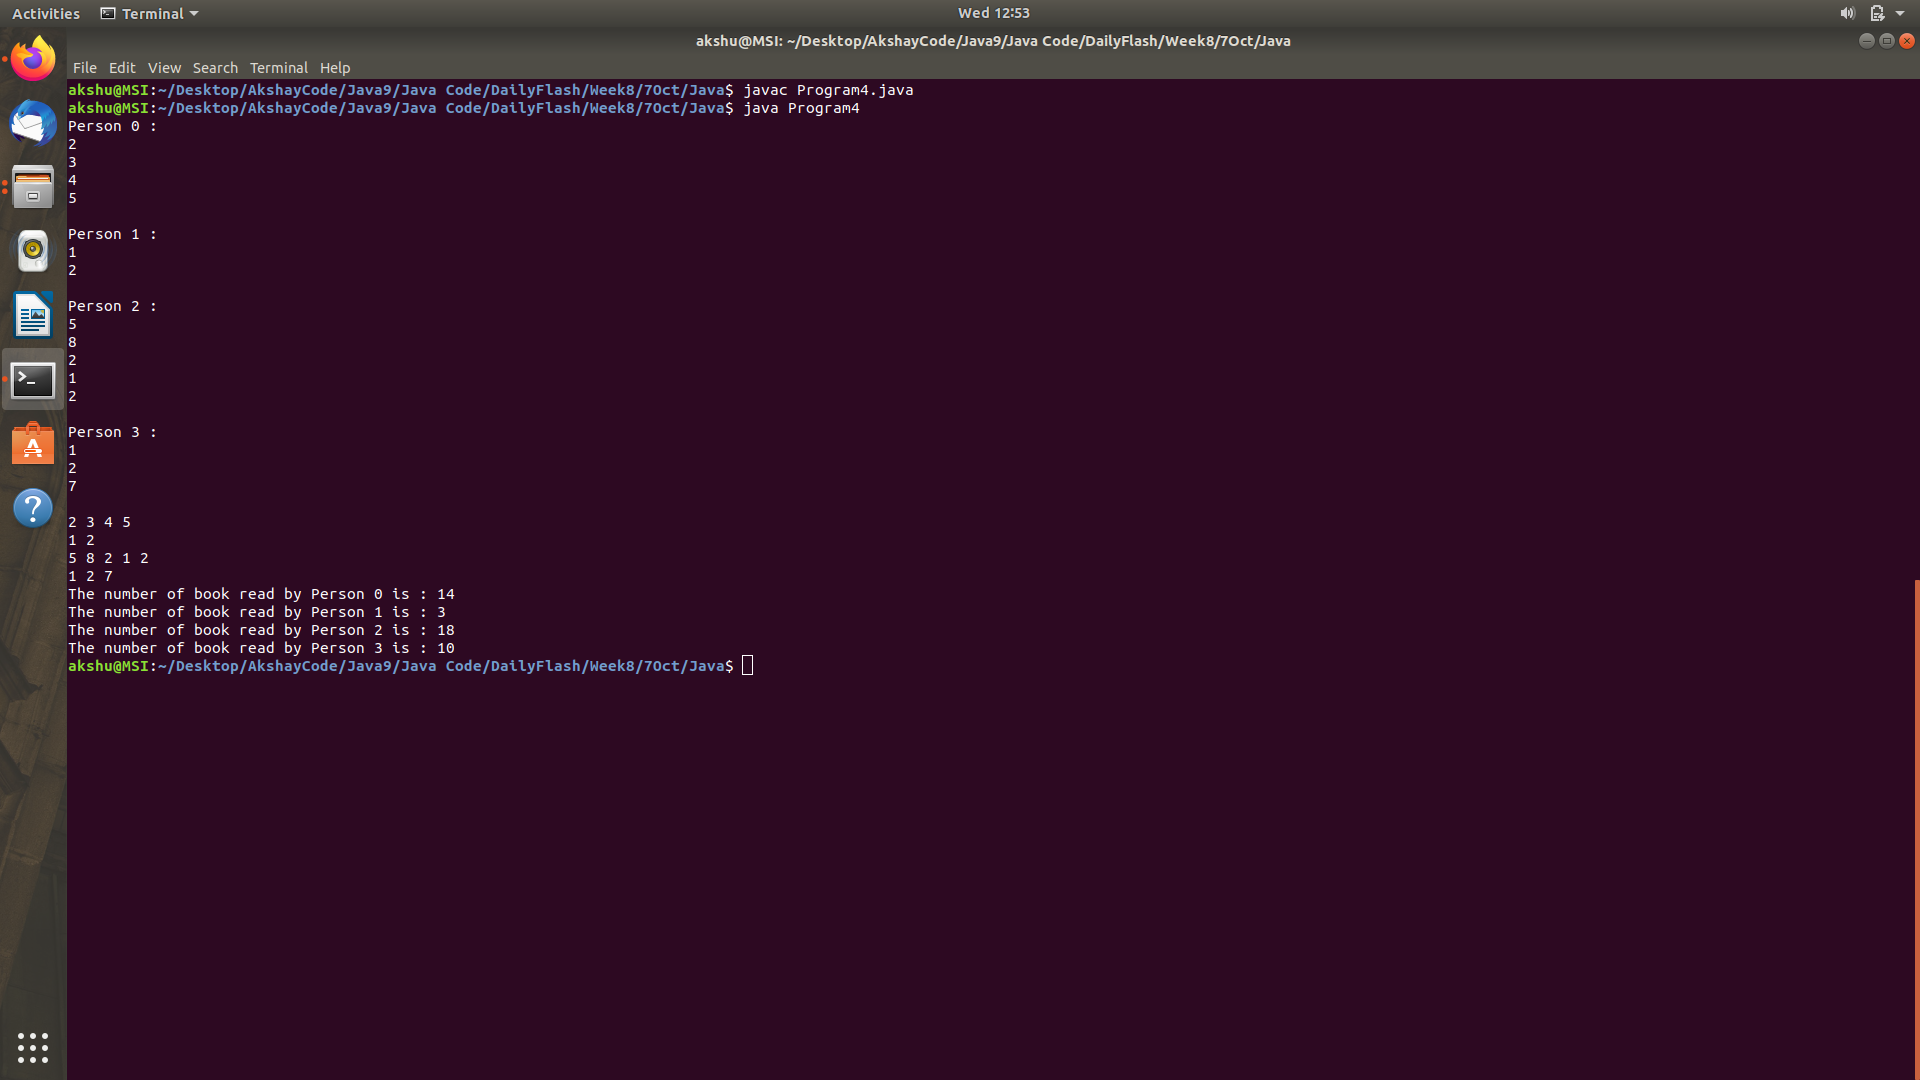 Activities Terminal Wed 12:53
akshu@MSI: ~/Desktop/AkshayCode/Java9/Java Code/DailyFlash/Week8/7Oct/Java
File Edit View Search Terminal Help
akshu@MSI:~/Desktop/AkshayCode/Java9/Java Code/DailyFlash/Week8/7Oct/Java$ javac Program4.java
akshu@MSI:~/Desktop/AkshayCode/Java9/Java Code/DailyFlash/Week8/7Oct/Java$ java Program4
Person 0 :
2
3
4
5
Person 1 :
1
2
Person 2 :
5
8
2
1
2
Person 3 :
1
2
7
2 3 4 5
1 2
5 8 2 1 2
1 2 7
The number of book read by Person 0 is : 14
The number of book read by Person 1 is : 3
The number of book read by Person 2 is : 18
The number of book read by Person 3 is : 10
akshu@MSI:~/Desktop/AkshayCode/Java9/Java Code/DailyFlash/Week8/7Oct/Java$